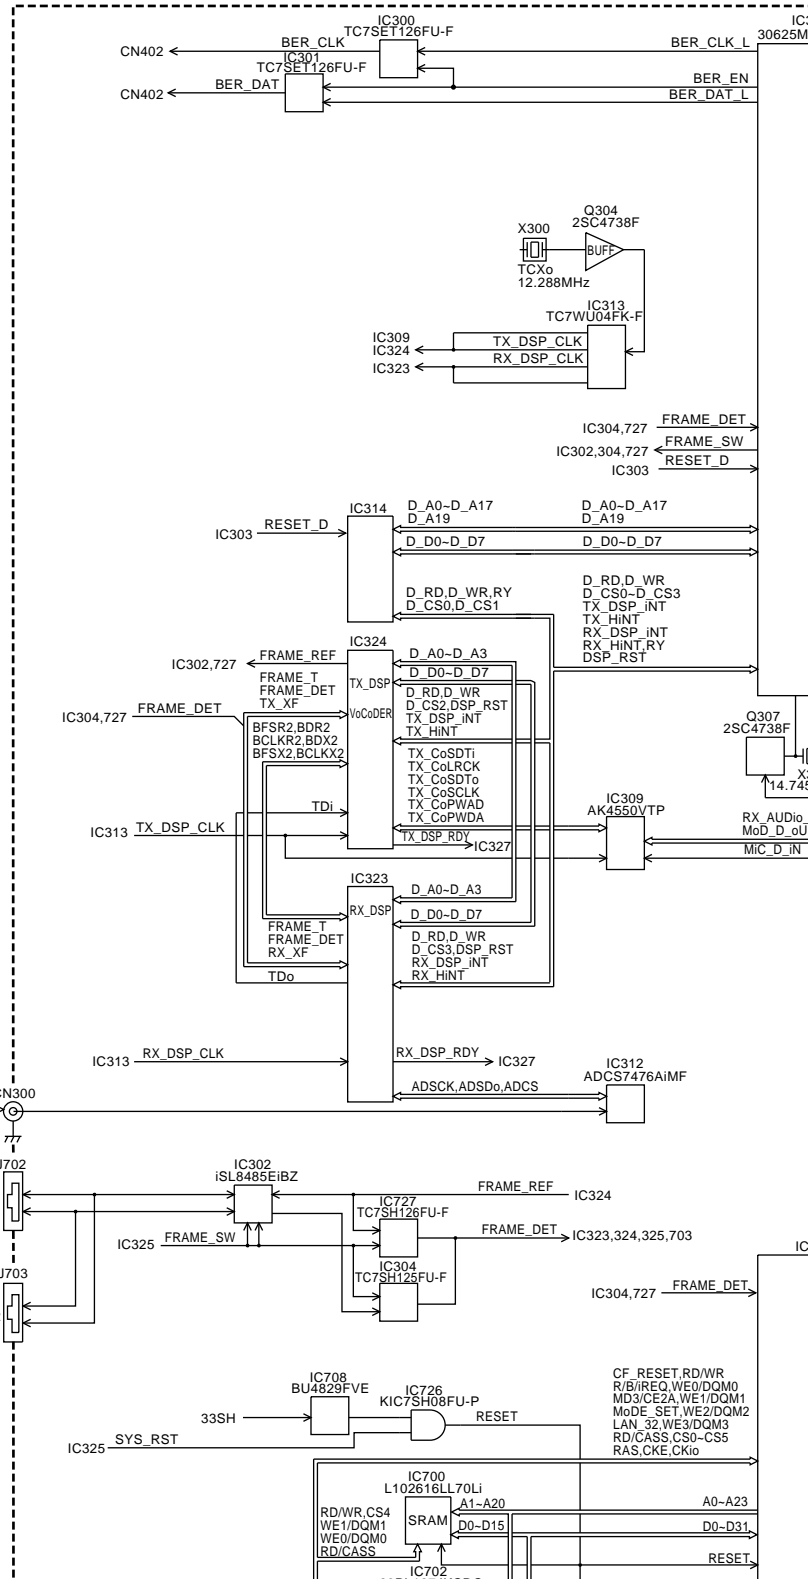 IC300
TC7SET126FU-F
BER_CLK
CN402
BER_CLK_L
IC301
TC7SET126FU-F
BER_DAT
CN402
BER_EN
BER_DAT_L
30625M
Q304
2SC4738F
X300
BUFF
TCXo
12.288MHz
IC313
TC7WU04FK-F
IC309
IC324
TX_DSP_CLK
IC323
RX_DSP_CLK
IC304,727
FRAME_DET
IC302,304,727
FRAME_SW
IC303
RESET_D
IC303
RESET_D
IC314
D_A0~D_A17
D_A19
D_D0~D_D7
D_A0~D_A17
D_A19
D_D0~D_D7
D_RD,D_WR,RY
D_CS0,D_CS1
D_RD,D_WR
D_CS0~D_CS3
TX_DSP_iNT
TX_HiNT
RX_DSP_iNT
RX_HiNT,RY
DSP_RST
IC324
TX_DSP
VoCoDER
IC302,727
FRAME_REF
FRAME_T
FRAME_DET
TX_XF
IC304,727
FRAME_DET
BFSR2,BDR2
BCLKR2,BDX2
BFSX2,BCLKX2
D_A0~D_A3
D_D0~D_D7
D_RD,D_WR
D_CS2,DSP_RST
TX_DSP_iNT
TX_HiNT
TX_CoSDTi
TX_CoLRCK
TX_CoSDTo
TX_CoSCLK
TX_CoPWAD
TX_CoPWDA
TDi
IC313
TX_DSP_CLK
TX_DSP_RDY
IC327
Q307
2SC4738F
14.745
IC309
AK4550VTP
RX_AUDio_
MoD_D_oU
MiC_D_iN
IC323
RX_DSP
D_A0~D_A3
D_D0~D_D7
D_RD,D_WR
D_CS3,DSP_RST
RX_DSP_iNT
RX_HiNT
FRAME_T
FRAME_DET
RX_XF
TDo
IC313
RX_DSP_CLK
RX_DSP_RDY
IC327
ADSCK,ADSDo,ADCS
IC312
ADCS7476AiMF
CN300
J702
IC302
iSL8485EiBZ
FRAME_REF
IC324
IC727
TC7SH126FU-F
IC325
FRAME_SW
FRAME_DET
IC323,324,325,703
IC304
TC7SH125FU-F
J703
IC304,727
FRAME_DET
IC708
BU4829FVE
33SH
IC726
KIC7SH08FU-P
RESET
IC325
SYS_RST
CF_RESET,RD/WR
R/B/iREQ,WE0/DQM0
MD3/CE2A,WE1/DQM1
MoDE_SET,WE2/DQM2
LAN_32,WE3/DQM3
RD/CASS,CS0~CS5
RAS,CKE,CKio
IC700
L102616LL70Li
SRAM
A1~A20
D0~D15
A0~A23
D0~D31
RESET
RD/WR,CS4
WE1/DQM1
WE0/DQM0
RD/CASS
IC702